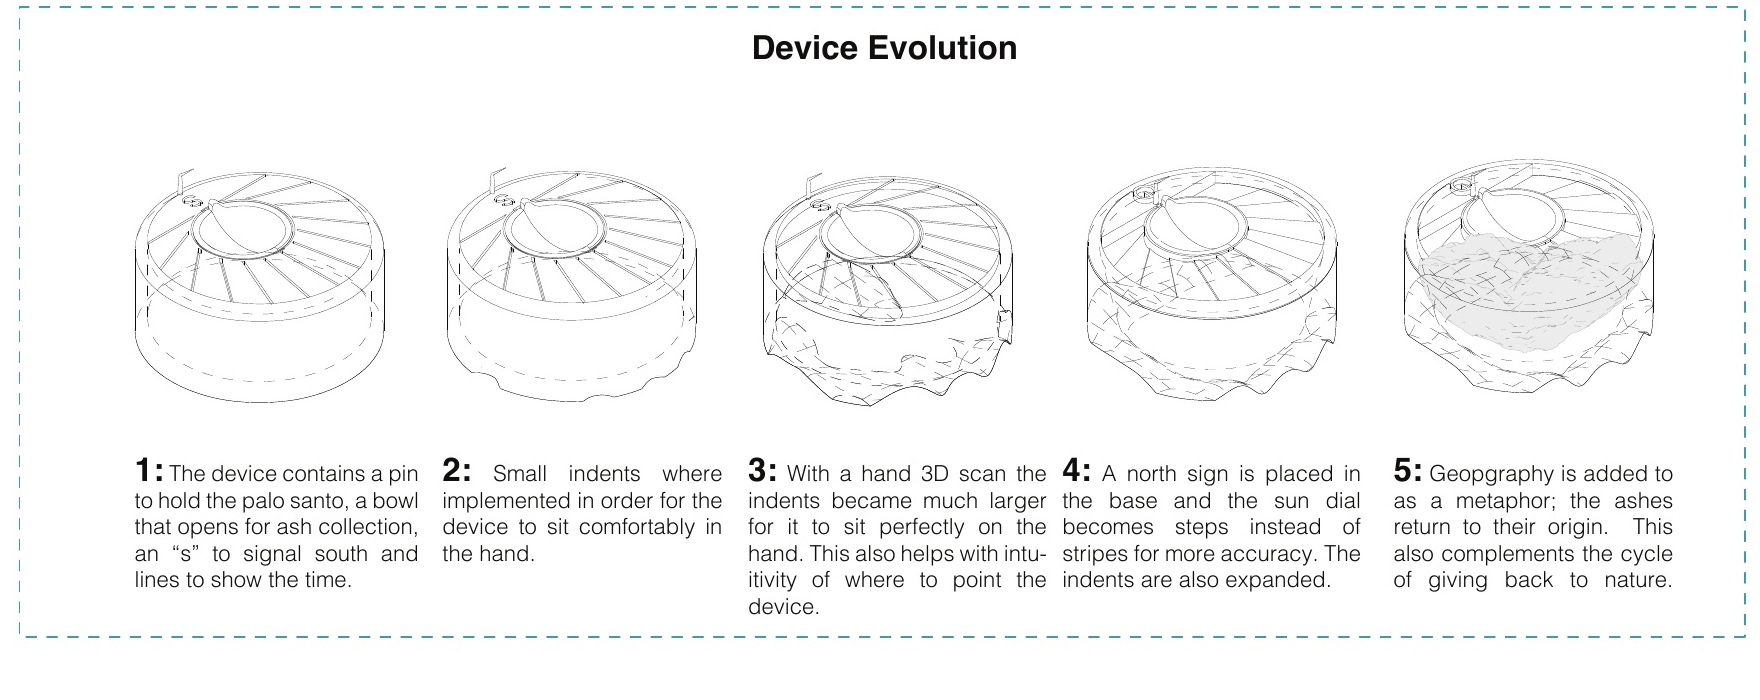 Device Evolution
1: The device contains a pin
to hold the palo santo, a bowl
that opens for ash collection,
an “s” to signal south and
lines to show the time.
2: Small indents where
implemented in order for the
device to sit comfortably in
the hand.
3: With a hand 3D scan the
indents became much larger
for it to sit perfectly on the
hand. This also helps with intu-
itivity of where to point the
device.
4: A north sign is placed in
the base and the sun dial
becomes steps instead of
stripes for more accuracy. The
indents are also expanded.
5: Geopgraphy is added to
as a metaphor; the ashes
return to their origin. This
also complements the cycle
of giving back to nature.
S
S
S